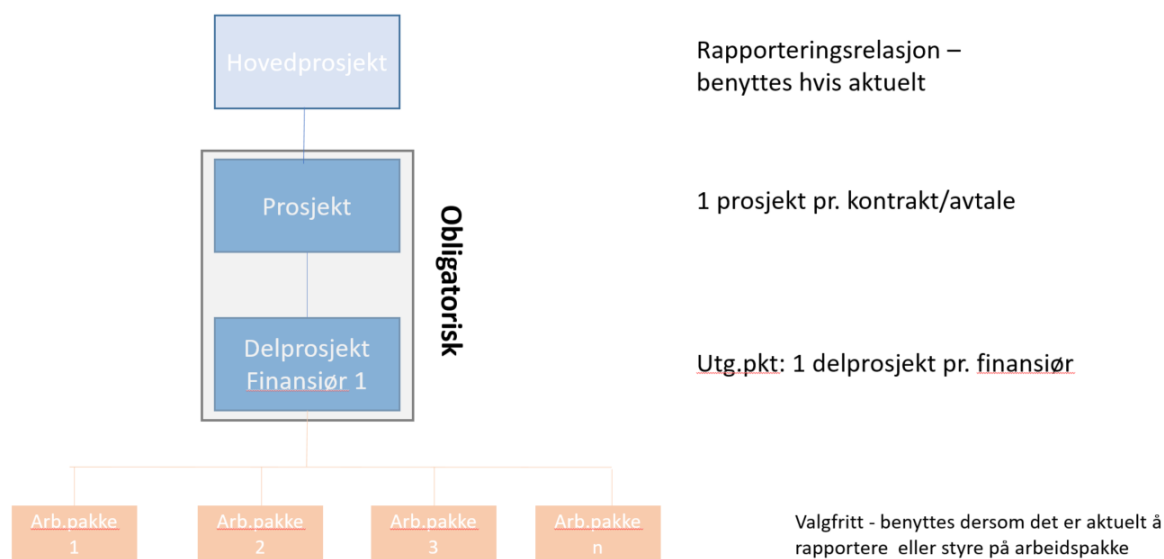 Hovedprosjekt
Rapporteringsrelasjon –
benyttes hvis aktuelt
Prosjekt
1 prosjekt pr. kontrakt/avtale
Obligatorisk
Delprosjekt
Finansiør 1
Utg.pkt: 1 delprosjekt pr. finansiør
Arb.pakke
1
Arb.pakke
2
Arb.pakke
3
Arb.pakke
n
Valgfritt - benyttes dersom det er aktuelt å
rapportere eller styre på arbeidspakke